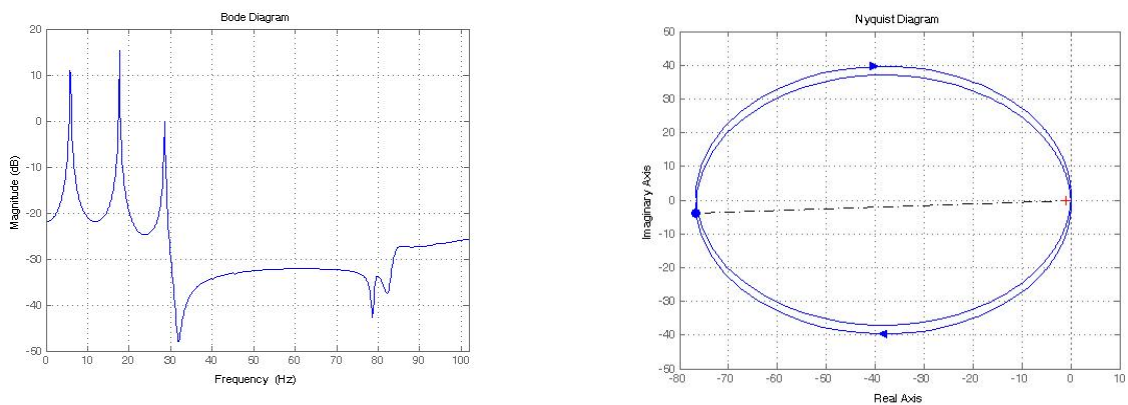 Bode Diagram
Magnitude (dB)
20
10
0
-10
-20
-30
-40
-50
0 10 20 30 40 50 60 70 80 90 100
Frequency (Hz)
Nyquist Diagram
Imaginary Axis
50
40
30
20
10
0
-10
-20
-30
-40
-50
-80 -70 -60 -50 -40 -30 -20 -10 0 10
Real Axis